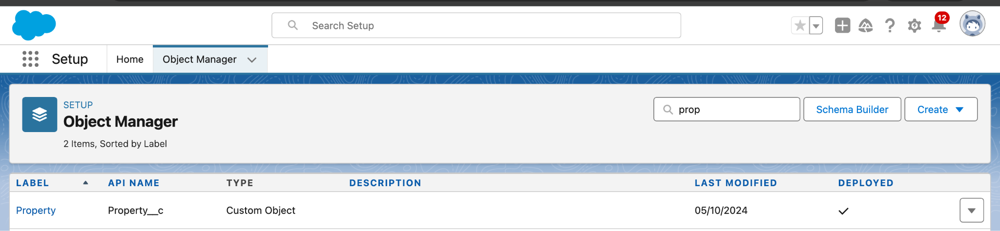 Search Setup
12
Setup
Home
Object Manager
SETUP
Object Manager
2 Items, Sorted by Label
prop
Schema Builder
Create
LABEL API NAME TYPE DESCRIPTION LAST MODIFIED DEPLOYED
Property Property__c Custom Object 05/10/2024